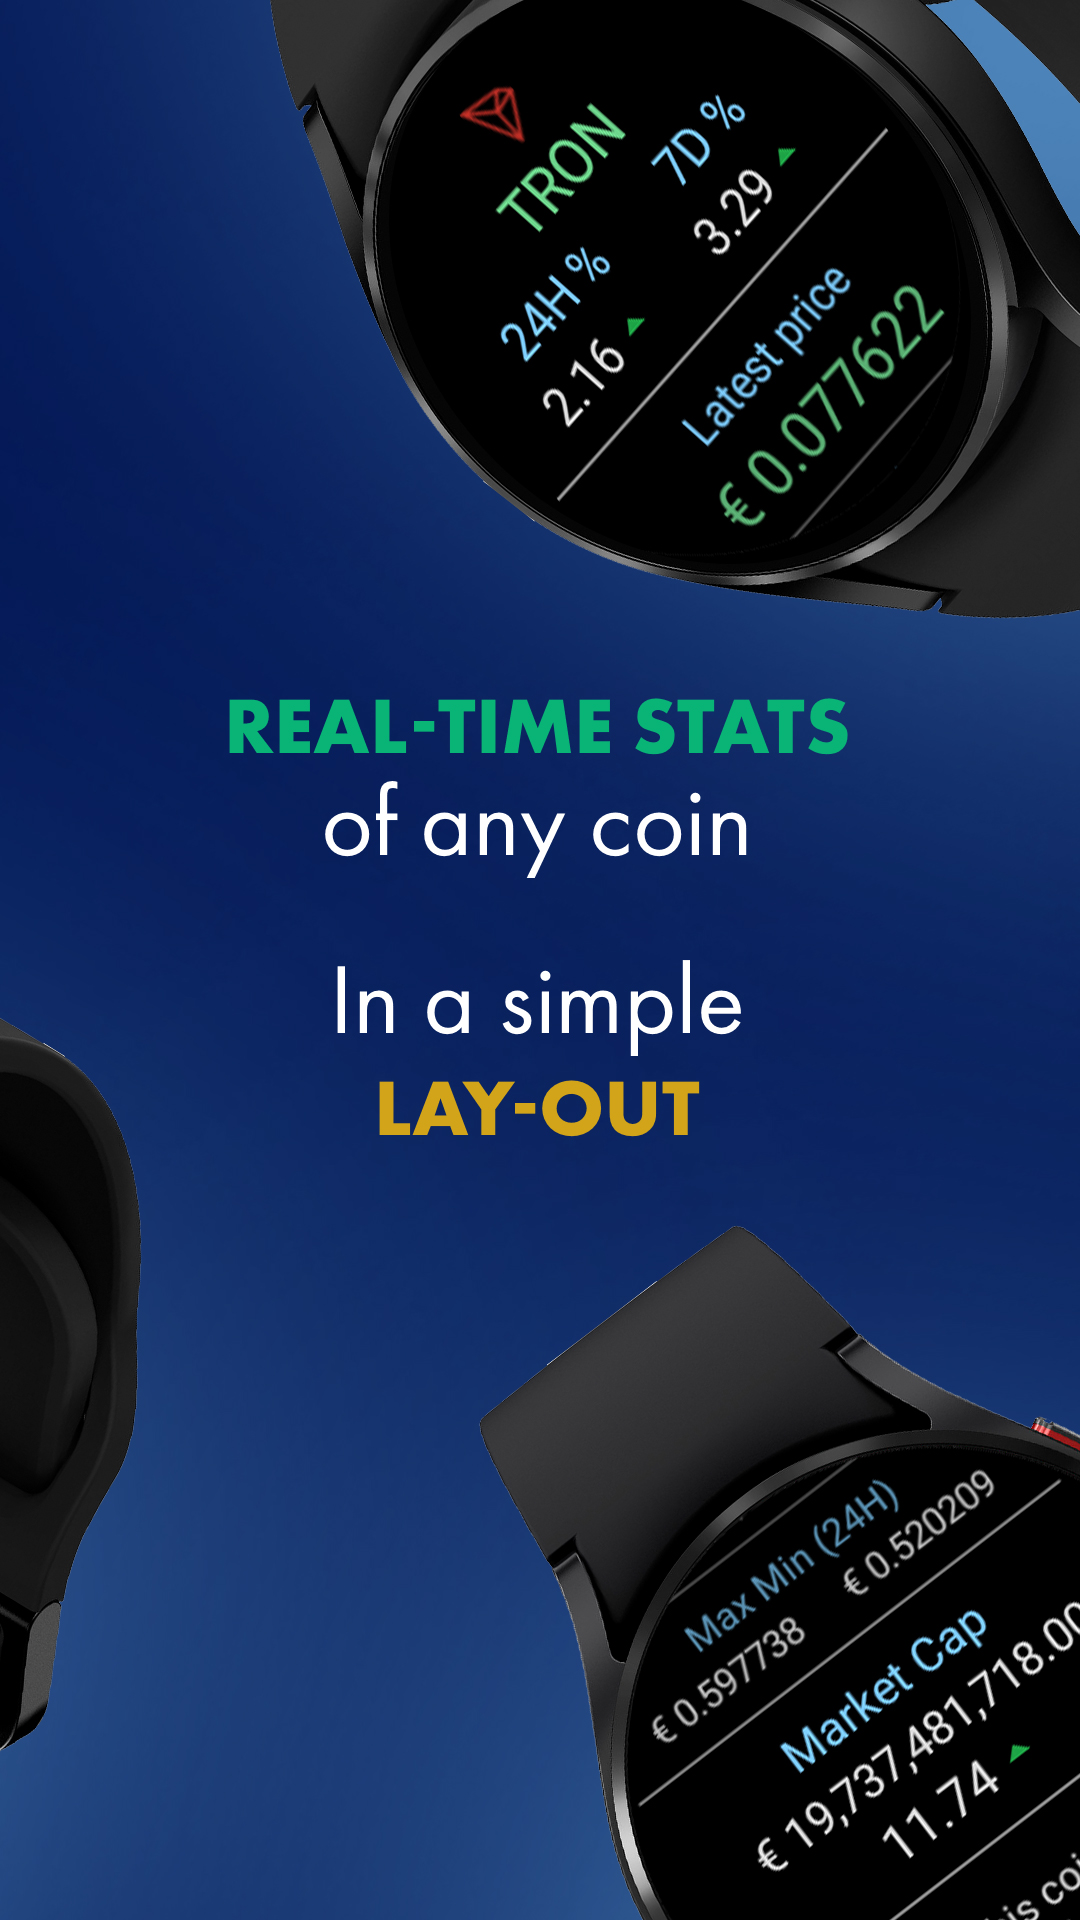 TRON
24H %
7D %
2.16
3.29
Latest price
€ 0.077622
REAL-TIME STATS
of any coin
In a simple
LAY-OUT
Max Min (24H)
€ 0.597738
€ 0.520209
Market Cap
€ 19,737,481,718.00
11.74